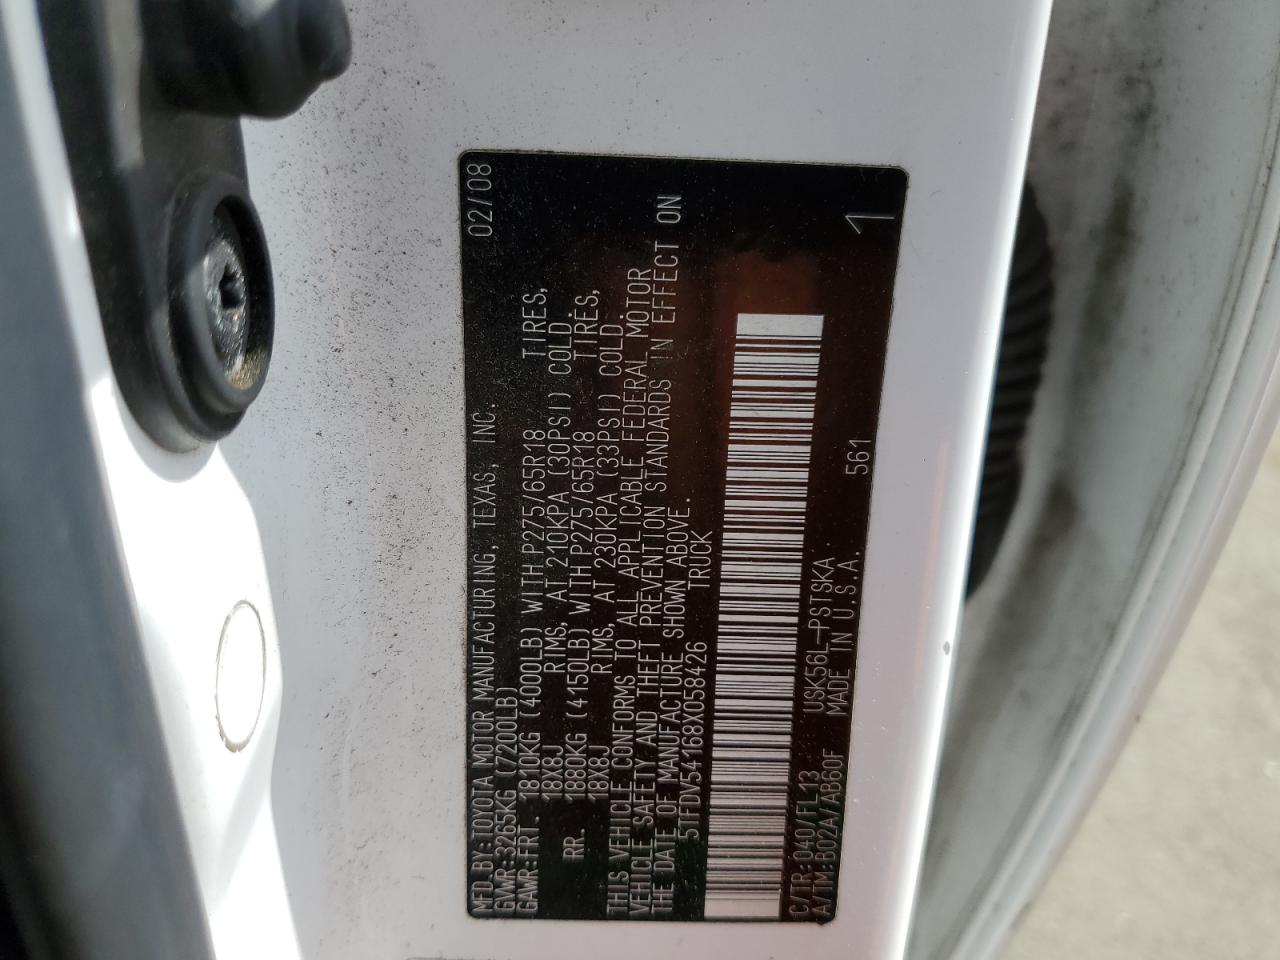 MFD.BY:TOYOTA MOTOR MANUFACTURING, TEXAS, INC. 02/08
GVWR:3265KG (7200LB)
GAWR:FRT. 1810KG (4000LB) WITH P275/65R18 TIRES,
18X8J RIMS, AT 210KPA (30PSI) COLD.
RR. 1880KG (4150LB) WITH P275/65R18 TIRES,
18X8J RIMS, AT 230KPA (33PSI) COLD.
THIS VEHICLE CONFORMS TO ALL APPLICABLE FEDERAL MOTOR
VEHICLE SAFETY AND THEFT PREVENTION STANDARDS IN EFFECT ON
THE DATE OF MANUFACTURE SHOWN ABOVE.
5TFDV54168X058426 TRUCK
C/TR:040/FL13 USK56L-PSTSKA 561
A/TM:B02A/AB60F MADE IN U.S.A.
1